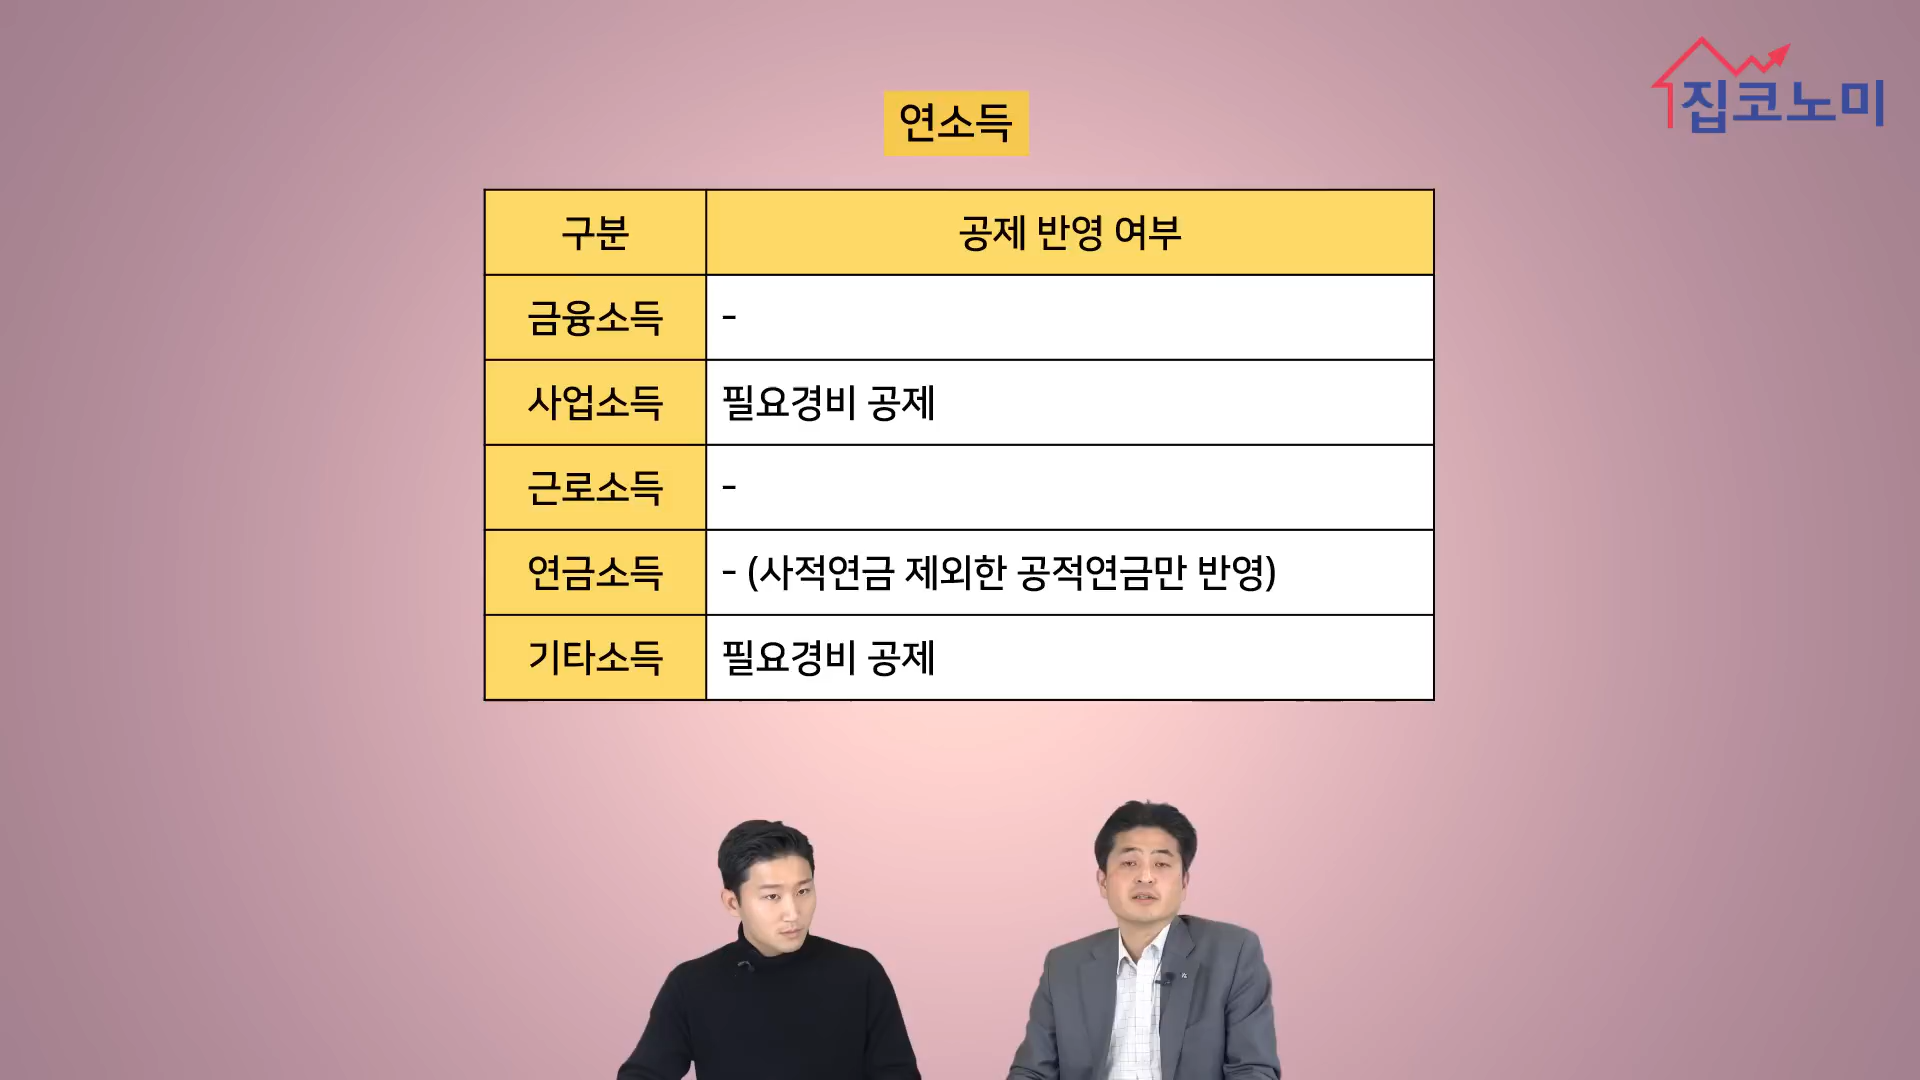 집코노미
연소득
구분 공제 반영 여부
금융소득 -
사업소득 필요경비 공제
근로소득 -
연금소득 - (사적연금 제외한 공적연금만 반영)
기타소득 필요경비 공제